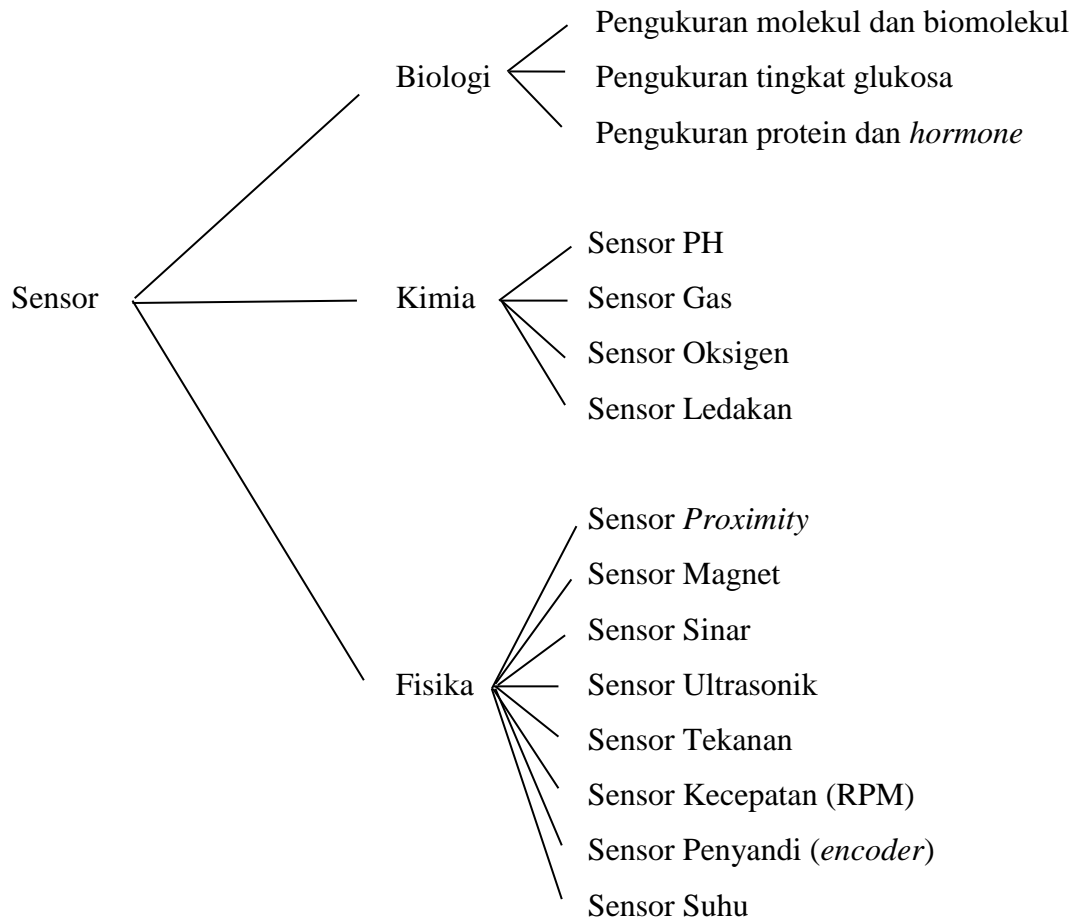 Pengukuran molekul dan biomolekul
Biologi
Pengukuran tingkat glukosa
Pengukuran protein dan hormone
Sensor PH
Sensor
Kimia
Sensor Gas
Sensor Oksigen
Sensor Ledakan
Sensor Proximity
Sensor Magnet
Sensor Sinar
Fisika
Sensor Ultrasonik
Sensor Tekanan
Sensor Kecepatan (RPM)
Sensor Penyandi (encoder)
Sensor Suhu